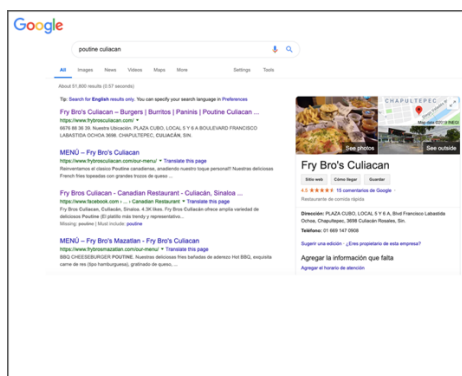 Google
poutine culiacan
All Images News Videos Maps More Settings Tools
About 51,800 results (0.57 seconds)
Tip: Search for English results only. You can specify your search language in Preferences
Fry Bro's Culiacan – Burgers | Burritos | Paninis | Poutine Culiacan ...
https://www.frybrosculiacan.com/
6676 88 36 39. Nuestra Ubicación. PLAZA CUBO, LOCAL 5 Y 6 A BOULEVARD FRANCISCO
LABASTIDA OCHOA 3698. CHAPULTEPEC, CULIACÁN, SIN.
MENÚ – Fry Bro's Culiacan
https://www.frybrosculiacan.com/our-menu/ Translate this page
Reinventamos el clasico Poutine canadiense, anadiendo nuestro toque personal!! Nuestras deliciosas
French fries topeadas con grandes trozos de queso ...
Fry Bros Culiacan - Canadian Restaurant - Culiacán, Sinaloa ...
https://www.facebook.com › ... › Canadian Restaurant Translate this page
Fry Bros Culiacan, Culiacán, Sinaloa. 4.3K likes. Fry Bros Culiacán ofrece amplia variedad de
deliciosas Poutine (El platillo más trendy y representativo...
Missing: poutine | Must include: poutine
MENÚ – Fry Bro's Mazatlan - Fry Bro's Culiacan
https://www.frybrosmazatlan.com/our-menu/ Translate this page
BBQ CHEESEBURGER POUTINE. Nuestras deliciosas fries bañadas de aderezo Hot BBQ, exquisita
carne de res (tipo hamburguesa), gratinado de queso, ...
CHAPULTEPEC
See photos
See outside
Fry Bro's Culiacan
Sitio web Cómo llegar Guardar
4.5 15 comentarios de Google
Restaurante de comida rápida
Dirección: PLAZA CUBO, LOCAL 5 Y 6 A, Blvd Francisco Labastida
Ochoa, Chapultepec, 3698 Culiacán Rosales, Sin.
Teléfono: 01 669 147 0908
Sugerir una edición · ¿Eres propietario de esta empresa?
Agregar la información que falta
Agregar el horario de atención